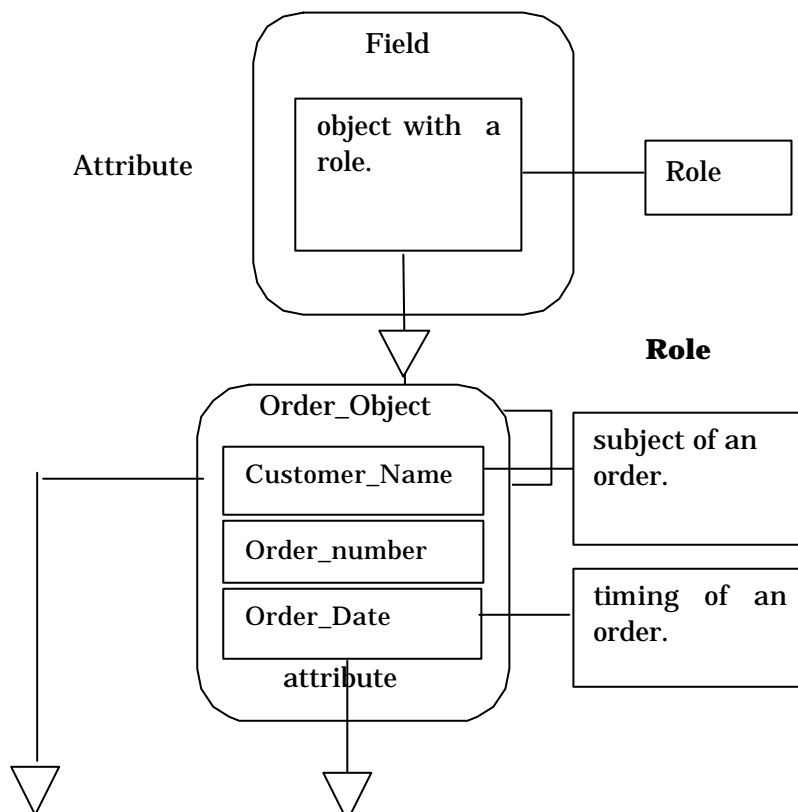 Field
object with a
role.
Attribute
Role
Role
Order_Object
Customer_Name
subject of an
order.
Order_number
Order_Date
timing of an
order.
attribute